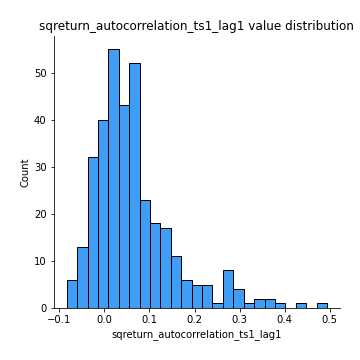 sqreturn_autocorrelation_ts1_lag1 value distribution
50
40
30
20
10
0
Count
−0.1 0.0 0.1 0.2 0.3 0.4 0.5
sqreturn_autocorrelation_ts1_lag1